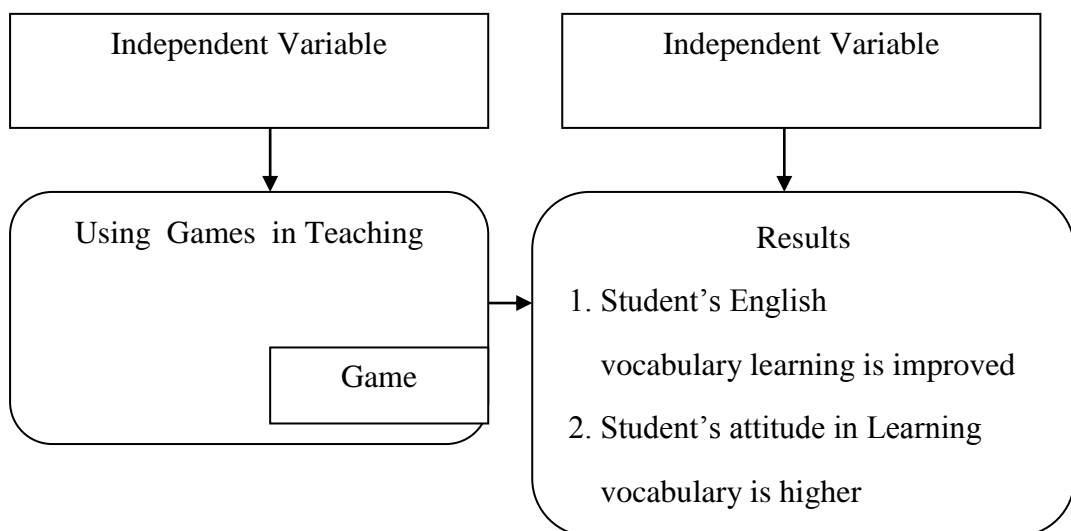 Independent Variable
Independent Variable
Using Games in Teaching
Game
Results
1. Student’s English
vocabulary learning is improved
2. Student’s attitude in Learning
vocabulary is higher